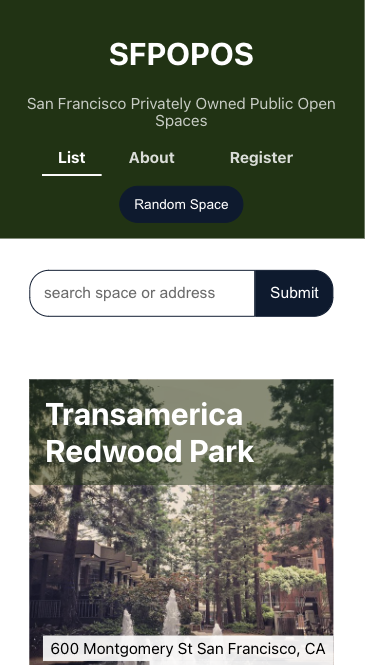 SFPOPOS
San Francisco Privately Owned Public Open
Spaces
List About Register
Random Space
search space or address Submit
Transamerica
Redwood Park
600 Montgomery St San Francisco, CA